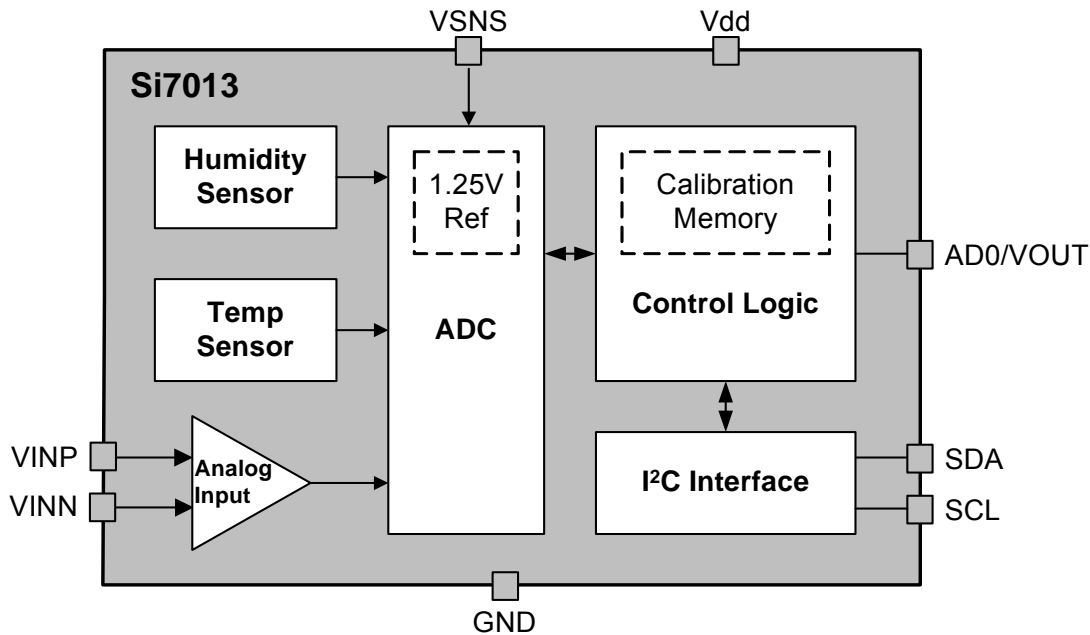 VSNS
Vdd
Si7013
Humidity
Sensor
1.25V
Ref
Calibration
Memory
AD0/VOUT
Temp
Sensor
ADC
Control Logic
VINP
VINN
Analog
Input
I²C Interface
SDA
SCL
GND